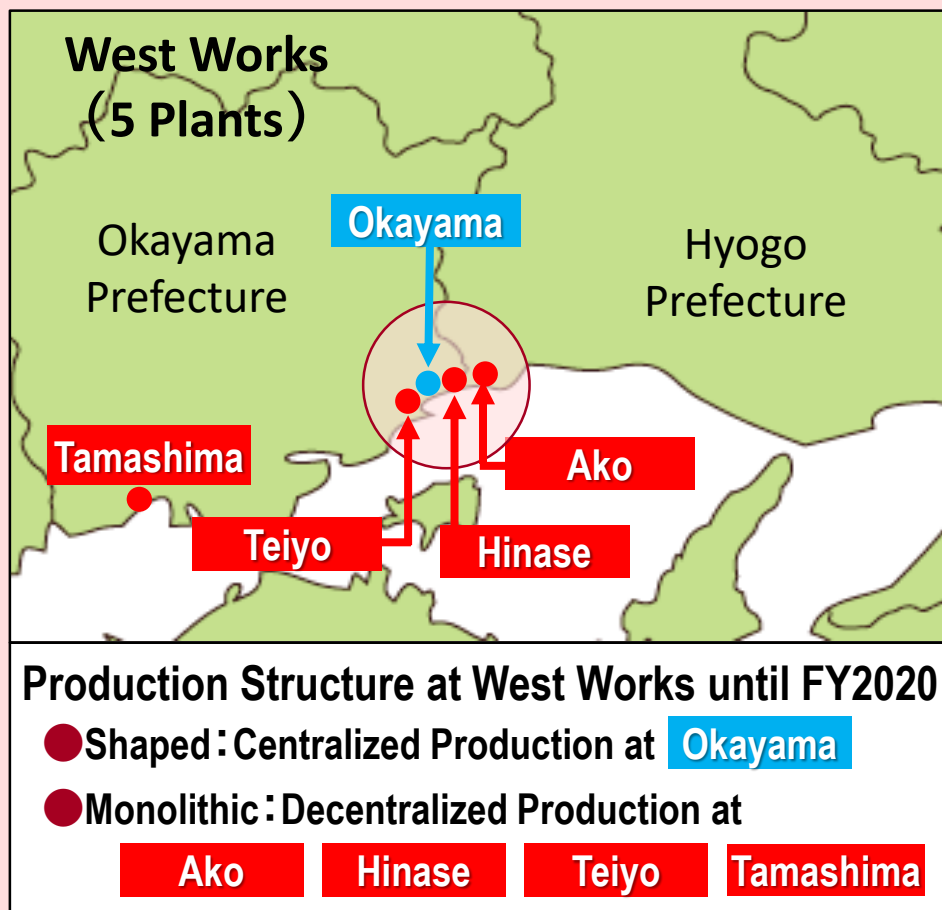 West Works
（5 Plants）
Okayama
Okayama
Prefecture
Hyogo
Prefecture
Tamashima
Ako
Teiyo
Hinase
Production Structure at West Works until FY2020
●Shaped：Centralized Production at Okayama
●Monolithic：Decentralized Production at
Ako Hinase Teiyo Tamashima